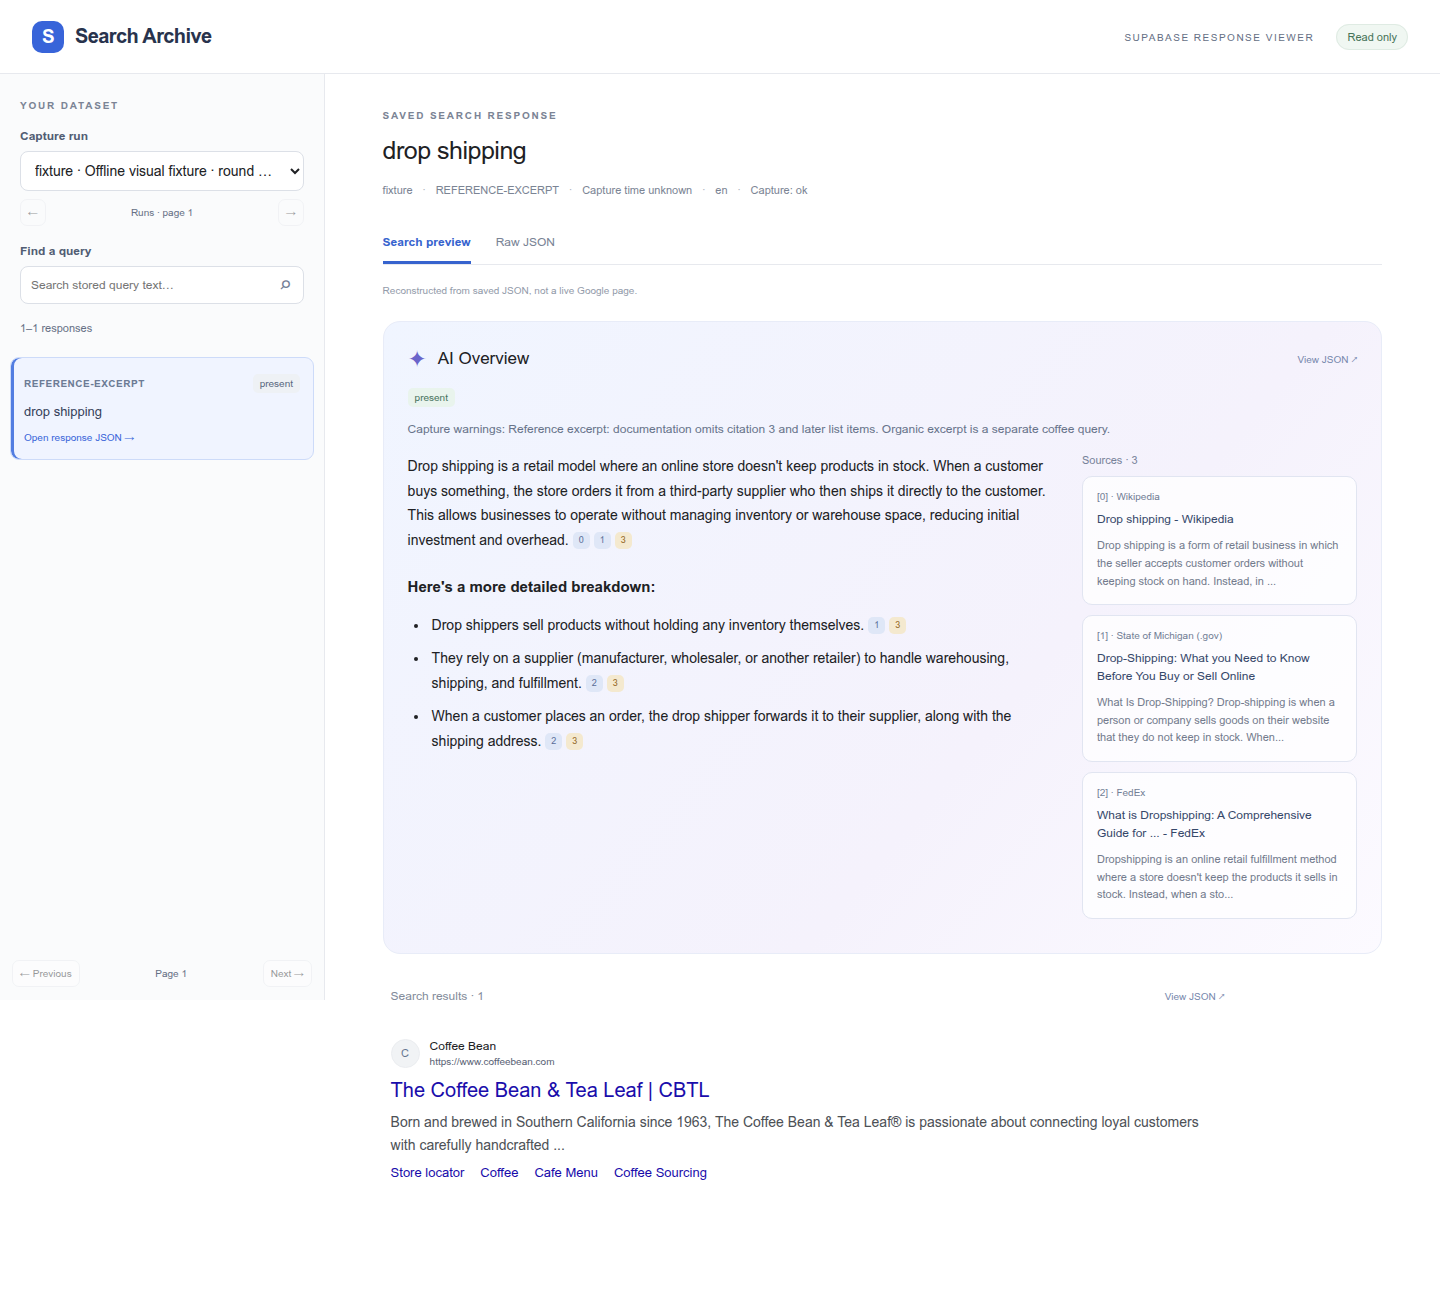 S Search Archive
SUPABASE RESPONSE VIEWER
Read only
YOUR DATASET
Capture run
fixture · Offline visual fixture · round …
←
Runs · page 1
→
Find a query
Search stored query text…
1–1 responses
REFERENCE-EXCERPT
present
drop shipping
Open response JSON →
← Previous
Page 1
Next →
SAVED SEARCH RESPONSE
drop shipping
fixture · REFERENCE-EXCERPT · Capture time unknown · en · Capture: ok
Search preview
Raw JSON
Reconstructed from saved JSON, not a live Google page.
AI Overview
View JSON ↗
present
Capture warnings: Reference excerpt: documentation omits citation 3 and later list items. Organic excerpt is a separate coffee query.
Drop shipping is a retail model where an online store doesn't keep products in stock. When a customer
buys something, the store orders it from a third-party supplier who then ships it directly to the customer.
This allows businesses to operate without managing inventory or warehouse space, reducing initial
investment and overhead. 0 1 3
Here's a more detailed breakdown:
• Drop shippers sell products without holding any inventory themselves. 1 3
• They rely on a supplier (manufacturer, wholesaler, or another retailer) to handle warehousing,
shipping, and fulfillment. 2 3
• When a customer places an order, the drop shipper forwards it to their supplier, along with the
shipping address. 2 3
Sources · 3
[0] · Wikipedia
Drop shipping - Wikipedia
Drop shipping is a form of retail business in which
the seller accepts customer orders without
keeping stock on hand. Instead, in ...
[1] · State of Michigan (.gov)
Drop-Shipping: What you Need to Know
Before You Buy or Sell Online
What Is Drop-Shipping? Drop-shipping is when a
person or company sells goods on their website
that they do not keep in stock. When...
[2] · FedEx
What is Dropshipping: A Comprehensive
Guide for ... - FedEx
Dropshipping is an online retail fulfillment method
where a store doesn't keep the products it sells in
stock. Instead, when a sto...
Search results · 1
View JSON ↗
C
Coffee Bean
https://www.coffeebean.com
The Coffee Bean & Tea Leaf | CBTL
Born and brewed in Southern California since 1963, The Coffee Bean & Tea Leaf® is passionate about connecting loyal customers
with carefully handcrafted ...
Store locator Coffee Cafe Menu Coffee Sourcing